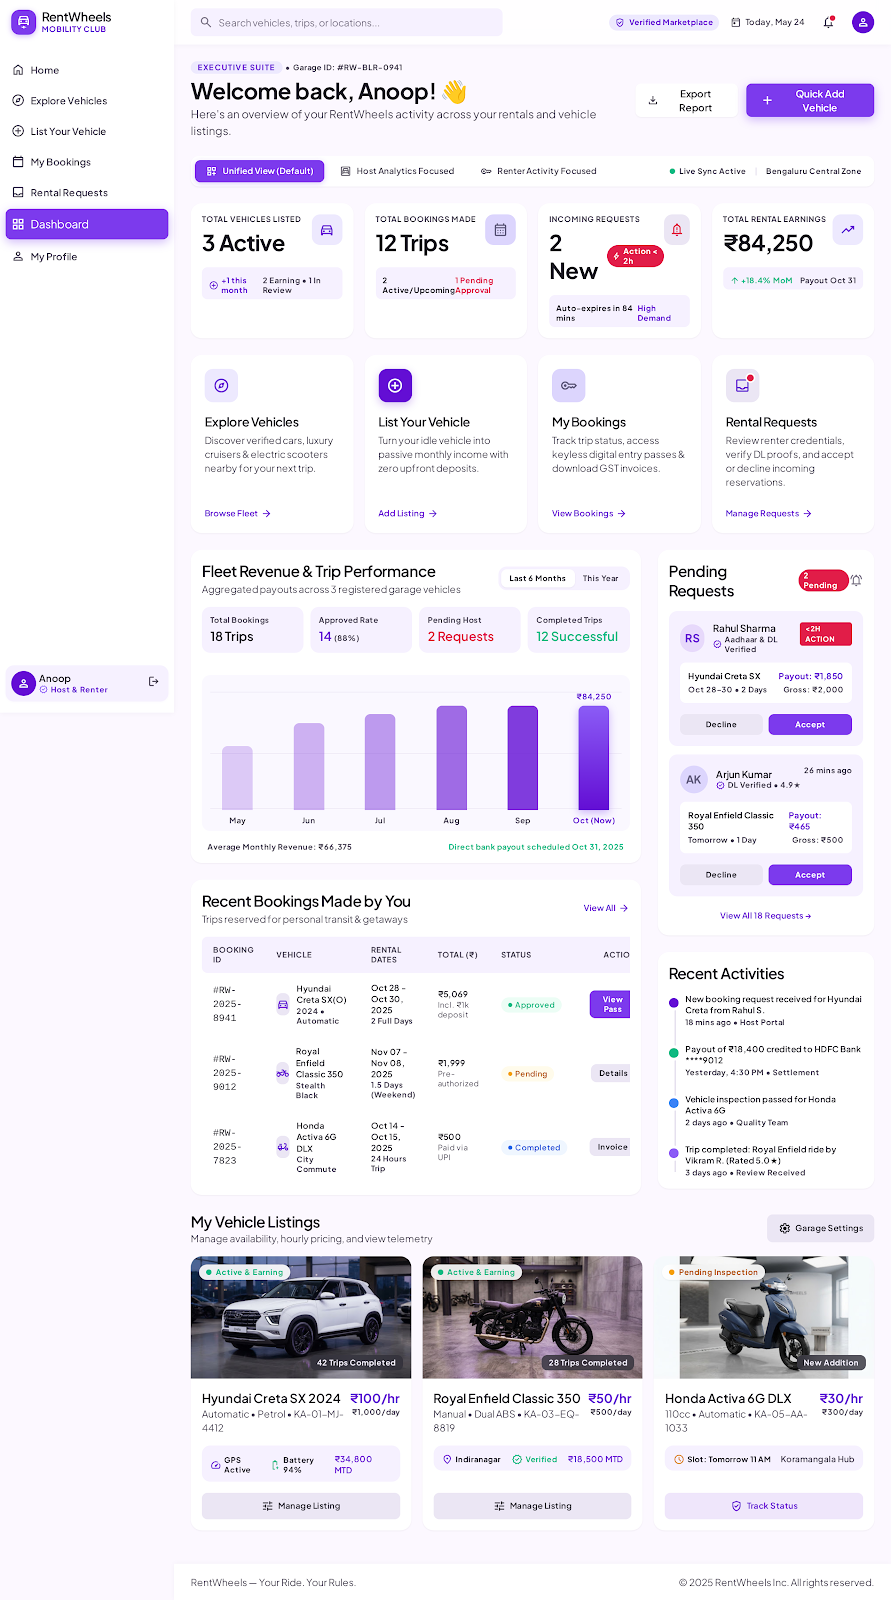 RentWheels
MOBILITY CLUB
Home
Explore Vehicles
List Your Vehicle
My Bookings
Rental Requests
Dashboard
My Profile
Anoop
Host & Renter
Search vehicles, trips, or locations...
Verified Marketplace
Today, May 24
EXECUTIVE SUITE • Garage ID: #RW-BLR-0941
Welcome back, Anoop! 👋
Here's an overview of your RentWheels activity across your rentals and vehicle
listings.
Export
Report
Quick Add
Vehicle
Unified View (Default)
Host Analytics Focused
Renter Activity Focused
Live Sync Active
Bengaluru Central Zone
TOTAL VEHICLES LISTED
3 Active
+1 this
month
2 Earning • 1 In
Review
TOTAL BOOKINGS MADE
12 Trips
2
Active/Upcoming
1 Pending
Approval
INCOMING REQUESTS
2
New
Action <
2h
Auto-expires in 84
mins
High
Demand
TOTAL RENTAL EARNINGS
₹84,250
+18.4% MoM
Payout Oct 31
Explore Vehicles
Discover verified cars, luxury
cruisers & electric scooters
nearby for your next trip.
Browse Fleet →
List Your Vehicle
Turn your idle vehicle into
passive monthly income with
zero upfront deposits.
Add Listing →
My Bookings
Track trip status, access
keyless digital entry passes &
download GST invoices.
View Bookings →
Rental Requests
Review renter credentials,
verify DL proofs, and accept
or decline incoming
reservations.
Manage Requests →
Fleet Revenue & Trip Performance
Aggregated payouts across 3 registered garage vehicles
Last 6 Months
This Year
Total Bookings
18 Trips
Approved Rate
14 (88%)
Pending Host
2 Requests
Completed Trips
12 Successful
₹84,250
May
Jun
Jul
Aug
Sep
Oct (Now)
Average Monthly Revenue: ₹66,375
Direct bank payout scheduled Oct 31, 2025
Pending
Requests
2
Pending
RS
Rahul Sharma
Aadhaar & DL
Verified
<2H
ACTION
Hyundai Creta SX
Payout: ₹1,850
Oct 28–30 • 2 Days
Gross: ₹2,000
Decline
Accept
AK
Arjun Kumar
26 mins ago
DL Verified • 4.9★
Royal Enfield Classic
350
Payout:
₹465
Tomorrow • 1 Day
Gross: ₹500
Decline
Accept
View All 18 Requests →
Recent Bookings Made by You
Trips reserved for personal transit & getaways
View All →
BOOKING
ID
VEHICLE
RENTAL
DATES
TOTAL (₹)
STATUS
ACTIO
#RW-
2025-
8941
Hyundai
Creta SX(O)
2024 •
Automatic
Oct 28 –
Oct 30,
2025
2 Full Days
₹5,069
Incl. ₹1k
deposit
Approved
View
Pass
#RW-
2025-
9012
Royal
Enfield
Classic 350
Stealth
Black
Nov 07 –
Nov 08,
2025
1.5 Days
(Weekend)
₹1,999
Pre-
authorized
Pending
Details
#RW-
2025-
7823
Honda
Activa 6G
DLX
City
Commute
Oct 14 –
Oct 15,
2025
24 Hours
Trip
₹500
Paid via
UPI
Completed
Invoice
Recent Activities
New booking request received for Hyundai
Creta from Rahul S.
18 mins ago • Host Portal
Payout of ₹18,400 credited to HDFC Bank
****9012
Yesterday, 4:30 PM • Settlement
Vehicle inspection passed for Honda
Activa 6G
2 days ago • Quality Team
Trip completed: Royal Enfield ride by
Vikram R. (Rated 5.0★)
3 days ago • Review Received
My Vehicle Listings
Manage availability, hourly pricing, and view telemetry
Garage Settings
Active & Earning
42 Trips Completed
Hyundai Creta SX 2024
₹100/hr
Automatic • Petrol • KA-01-MJ-
4412
₹1,000/day
GPS
Active
Battery
94%
₹34,800
MTD
Manage Listing
Active & Earning
28 Trips Completed
Royal Enfield Classic 350
₹50/hr
Manual • Dual ABS • KA-03-EQ-
8819
₹500/day
Indiranagar
Verified
₹18,500 MTD
Manage Listing
Pending Inspection
New Addition
Honda Activa 6G DLX
₹30/hr
110cc • Automatic • KA-05-AA-
1033
₹300/day
Slot: Tomorrow 11 AM
Koramangala Hub
Track Status
RentWheels — Your Ride. Your Rules.
© 2025 RentWheels Inc. All rights reserved.